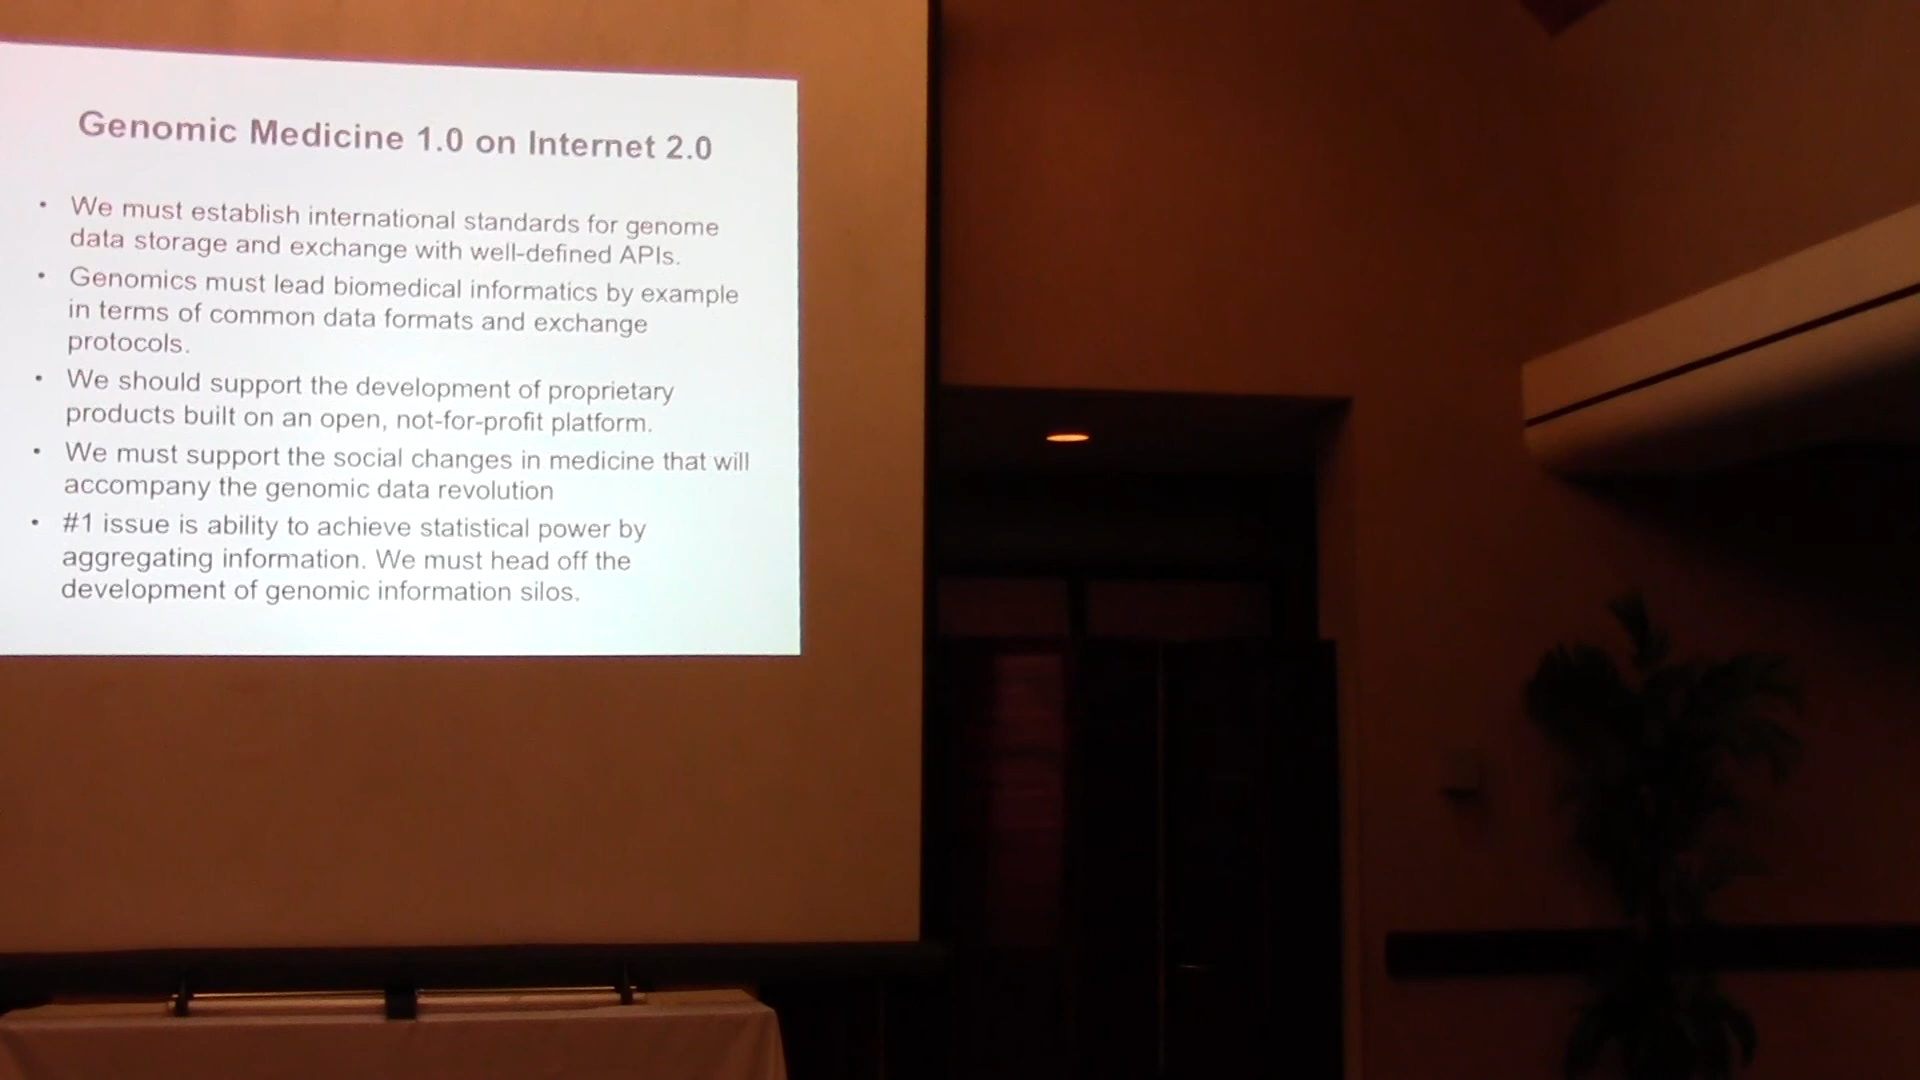 Genomic Medicine 1.0 on Internet 2.0
• We must establish international standards for genome
data storage and exchange with well-defined APIs.
• Genomics must lead biomedical informatics by example
in terms of common data formats and exchange
protocols.
• We should support the development of proprietary
products built on an open, not-for-profit platform.
• We must support the social changes in medicine that will
accompany the genomic data revolution
• #1 issue is ability to achieve statistical power by
aggregating information. We must head off the
development of genomic information silos.